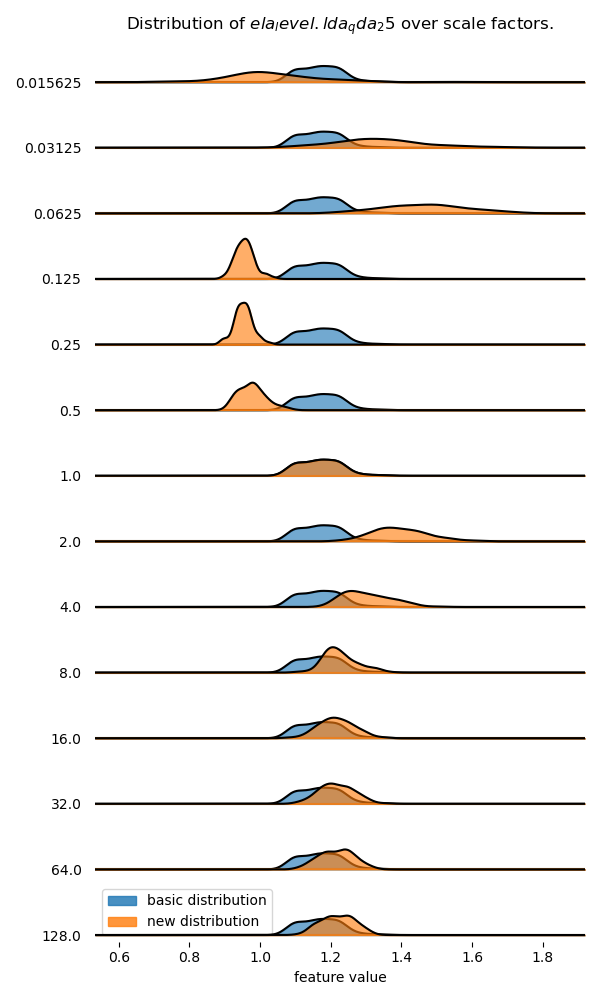 Distribution of ela_level.lda_qda_25 over scale factors.
0.015625
0.03125
0.0625
0.125
0.25
0.5
1.0
2.0
4.0
8.0
16.0
32.0
64.0
128.0
basic distribution
new distribution
0.6 0.8 1.0 1.2 1.4 1.6 1.8
feature value